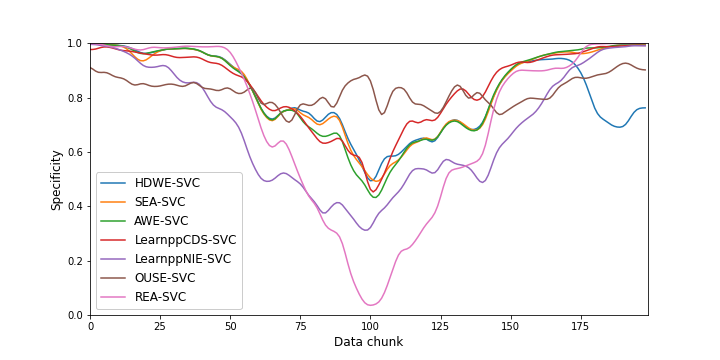 1.0
0.8
0.6
0.4
0.2
0.0
Specificity
HDWE-SVC
SEA-SVC
AWE-SVC
LearnppCDS-SVC
LearnppNIE-SVC
OUSE-SVC
REA-SVC
0 25 50 75 100 125 150 175
Data chunk